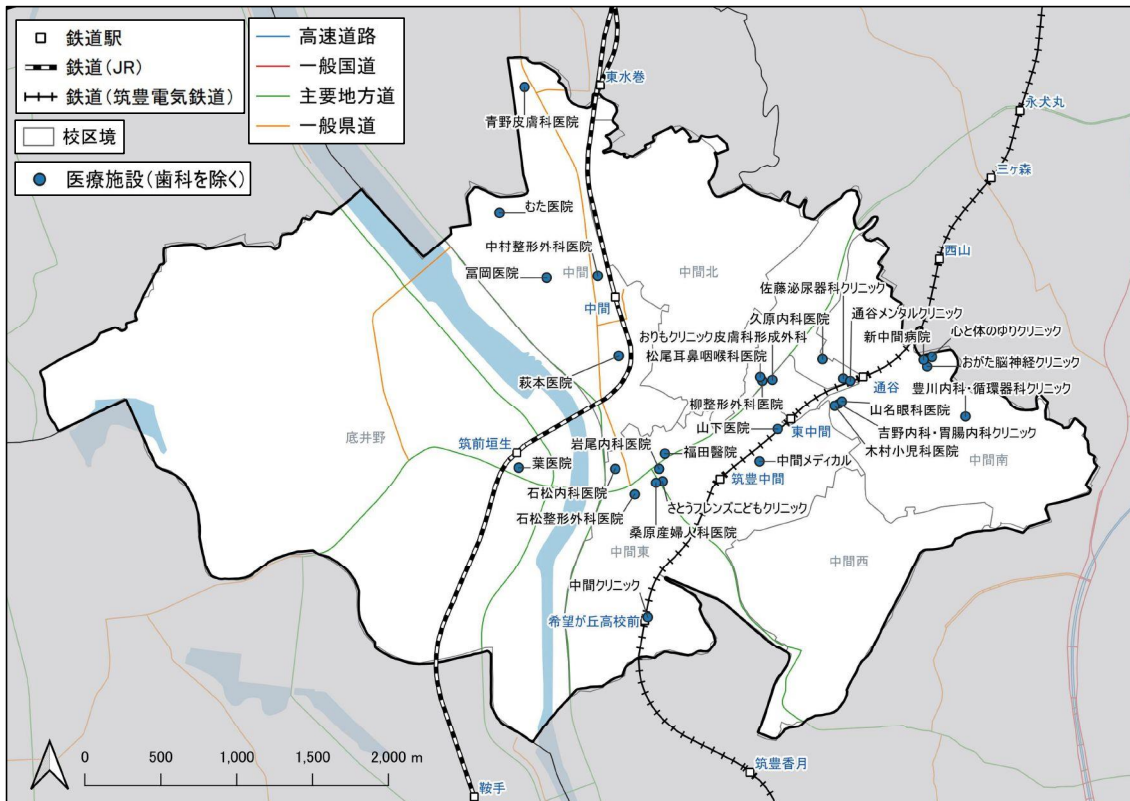 鉄道駅
鉄道(JR)
鉄道(筑豊電気鉄道)
校区境
医療施設(歯科を除く)
高速道路
一般国道
主要地方道
一般県道
東水巻
青野皮膚科医院
永犬丸
三ヶ森
むた医院
中村整形外科医院
中間
中間北
西山
冨岡医院
佐藤泌尿器科クリニック
中間
久原内科医院
通谷メンタルクリニック
おりもクリニック皮膚科形成外科
新中間病院
心と体のゆりクリニック
松尾耳鼻咽喉科医院
おがた脳神経クリニック
萩本医院
通谷
豊川内科・循環器科クリニック
柳整形外科医院
山名眼科医院
底井野
山下医院
東中間
吉野内科・胃腸内科クリニック
筑前垣生
岩尾内科医院
福田醫院
木村小児科医院
中間メディカル
中間南
葉医院
筑豊中間
石松内科医院
さとうフレンズこどもクリニック
石松整形外科医院
桑原産婦人科医院
中間東
中間西
中間クリニック
希望が丘高校前
0 500 1,000 1,500 2,000 m
筑豊香月
鞍手